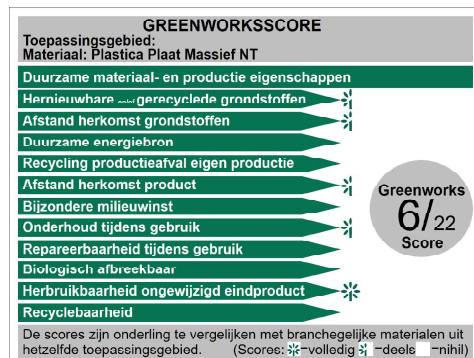 GREENWORKSSCORE
Toepassingsgebied:
Materiaal: Plastica Plaat Massief NT
Duurzame materiaal- en productie eigenschappen
Hernieuwbare en/of gerecyclede grondstoffen
Afstand herkomst grondstoffen
Duurzame energiebron
Recycling productieafval eigen productie
Afstand herkomst product
Bijzondere milieuwinst
Onderhoud tijdens gebruik
Repareerbaarheid tijdens gebruik
Biologisch afbreekbaar
Herbruikbaarheid ongewijzigd eindproduct
Recyclebaarheid
Greenworks
6/22
Score
De scores zijn onderling te vergelijken met branchegelijke materialen uit
hetzelfde toepassingsgebied. (Scores: =volledig =deels =nihil)